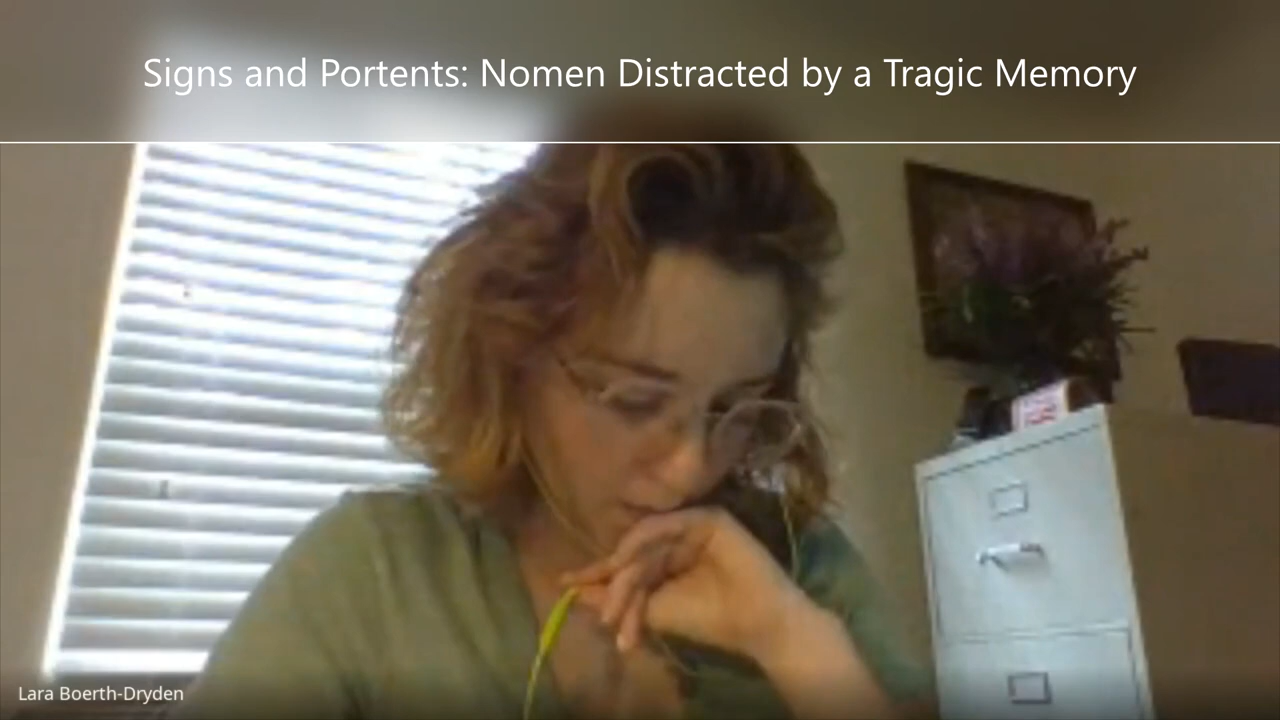 Signs and Portents: Nomen Distracted by a Tragic Memory
Lara Boerth-Dryden